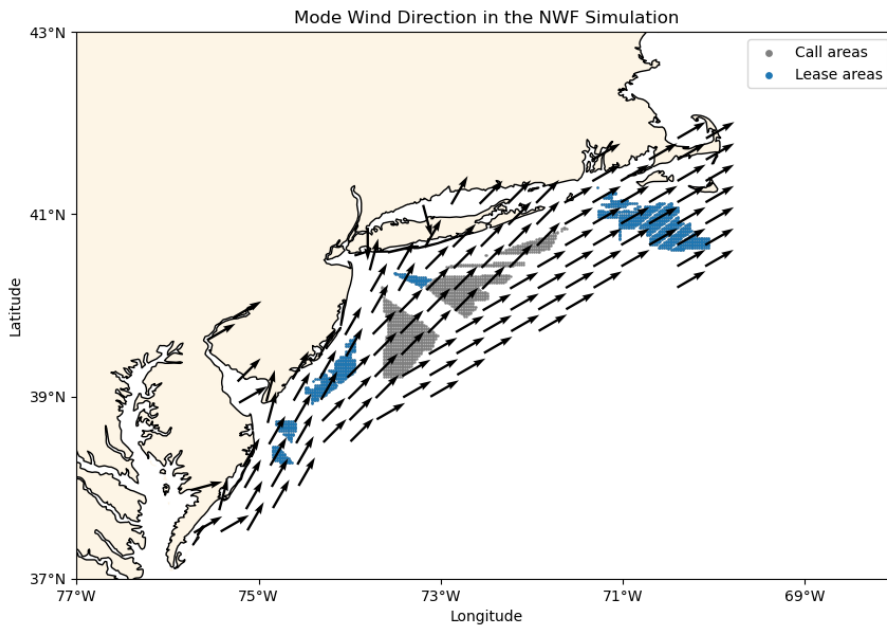 Mode Wind Direction in the NWF Simulation
43°N
Call areas
Lease areas
41°N
Latitude
39°N
37°N
77°W 75°W 73°W 71°W 69°W
Longitude